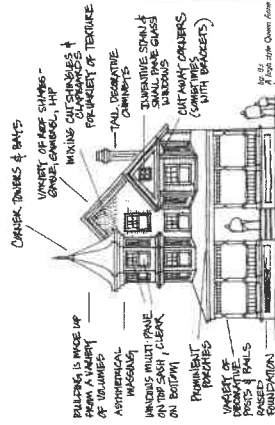 CORNER TOWERS & BAYS
VARIETY OF ROOF SHAPES -
GABLE, GAMBREL, HIP
MIXING CUT SHINGLES &
CLAPBOARDS
FOR VARIETY OF TEXTURE
TALL, DECORATIVE
CHIMNEYS
INVENTIVE STAIN &
SMALL PANE GLASS
WINDOWS
CUT AWAY CORNERS
(SOMETIMES
WITH BRACKETS)
BUILDING IS MADE UP
FROM A VARIETY
OF VOLUMES
ASYMMETRICAL
MASSING
WINDOWS MULTI-PANE
ON TOP SASH, CLEAR
ON BOTTOM
PROMINENT
PORCHES
VARIETY OF
DECORATIVE
POSTS & RAILS
RAISED
FOUNDATION
A high style Queen Anne